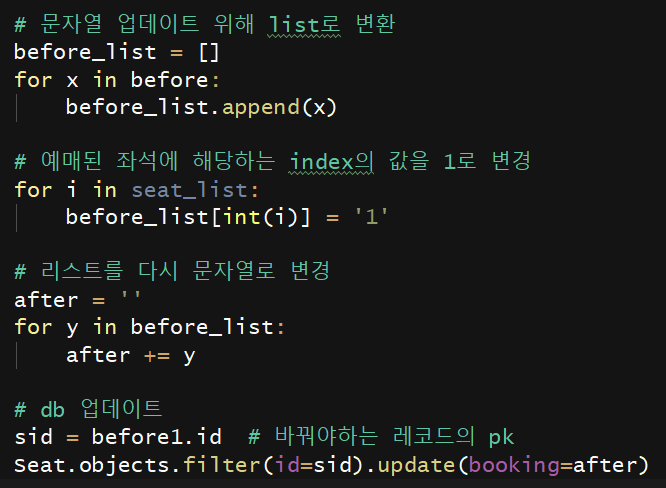 # 문자열 업데이트 위해 list로 변환
before_list = []
for x in before:
    before_list.append(x)
# 예매된 좌석에 해당하는 index의 값을 1로 변경
for i in seat_list:
    before_list[int(i)] = '1'
# 리스트를 다시 문자열로 변경
after = ''
for y in before_list:
    after += y
# db 업데이트
sid = before1.id  # 바꿔야하는 레코드의 pk
Seat.objects.filter(id=sid).update(booking=after)